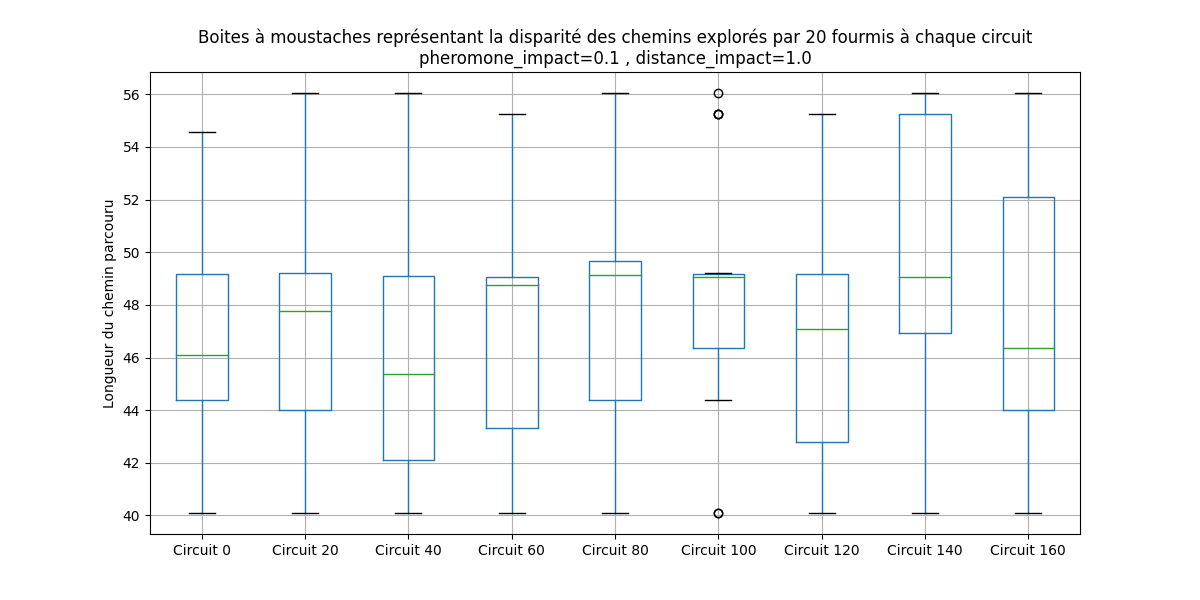 Boites à moustaches représentant la disparité des chemins explorés par 20 fourmis à chaque circuit
pheromone_impact=0.1 , distance_impact=1.0
Longueur du chemin parcouru
56
54
52
50
48
46
44
42
40
Circuit 0 Circuit 20 Circuit 40 Circuit 60 Circuit 80 Circuit 100 Circuit 120 Circuit 140 Circuit 160